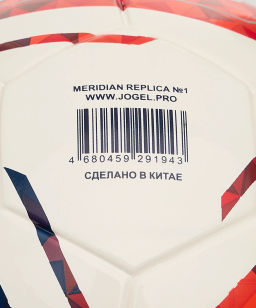 MERIDIAN REPLICA №1
WWW.JOGEL.PRO
4 680459 291943
СДЕЛАНО В КИТАЕ